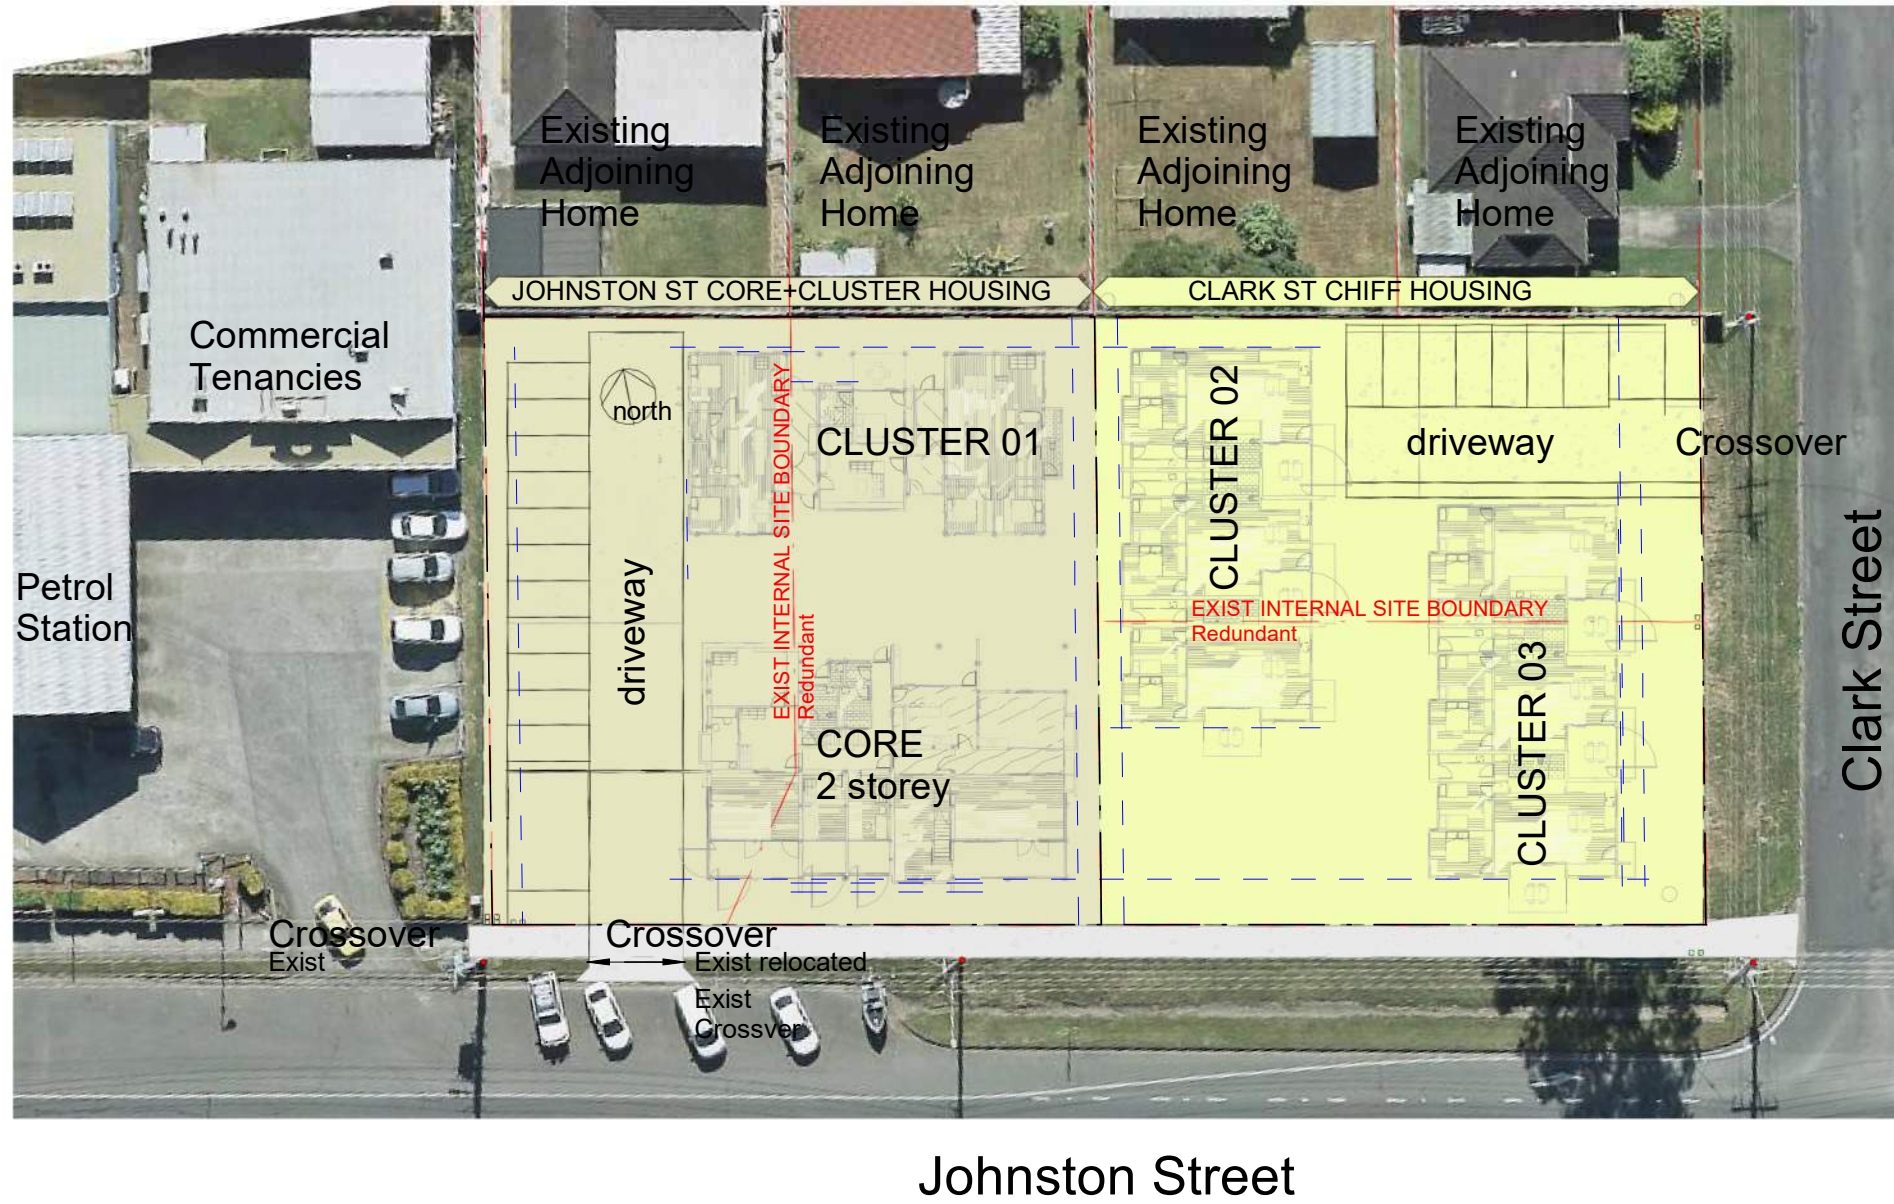 Existing
Adjoining
Home
Existing
Adjoining
Home
Existing
Adjoining
Home
Existing
Adjoining
Home
JOHNSTON ST CORE+CLUSTER HOUSING
CLARK ST CHIFF HOUSING
Commercial
Tenancies
north
CLUSTER 01
EXIST INTERNAL SITE BOUNDARY
Redundant
CLUSTER 02
driveway
Crossover
Petrol
Station
driveway
EXIST INTERNAL SITE BOUNDARY
Redundant
CORE
2 storey
CLUSTER 03
Clark Street
Crossover
Exist
Crossover
Exist relocated
Exist
Crossver
Johnston Street